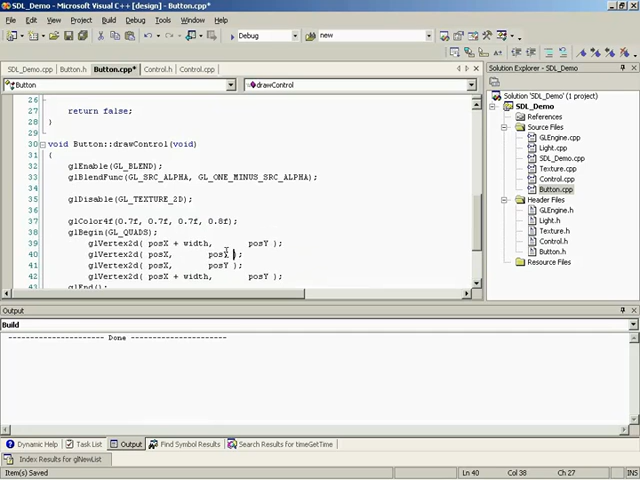 SDL_Demo - Microsoft Visual C++ [design] - Button.cpp*
File Edit View Project Build Debug Tools Window Help
Debug new
SDL_Demo.cpp Button.h Button.cpp* Control.h Control.cpp
Button drawControl
26
27 return false;
28 }
29
30 void Button::drawControl(void)
31 {
32 glEnable(GL_BLEND);
33 glBlendFunc(GL_SRC_ALPHA, GL_ONE_MINUS_SRC_ALPHA);
34
35 glDisable(GL_TEXTURE_2D);
36
37 glColor4f(0.7f, 0.7f, 0.7f, 0.8f);
38 glBegin(GL_QUADS);
39 glVertex2d( posX + width, posY );
40 glVertex2d( posX, posY );
41 glVertex2d( posX, posY );
42 glVertex2d( posX + width, posY );
43 glEnd();
Solution Explorer - SDL_Demo
Solution 'SDL_Demo' (1 project)
SDL_Demo
References
Source Files
GLEngine.cpp
Light.cpp
SDL_Demo.cpp
Texture.cpp
Control.cpp
Button.cpp
Header Files
GLEngine.h
Light.h
Texture.h
Control.h
Button.h
Resource Files
Output
Build
---------------------- Done ----------------------
Dynamic Help Task List Output Find Symbol Results Search Results for timeGetTime
Index Results for glNewList
Item(s) Saved Ln 40 Col 38 Ch 27 INS